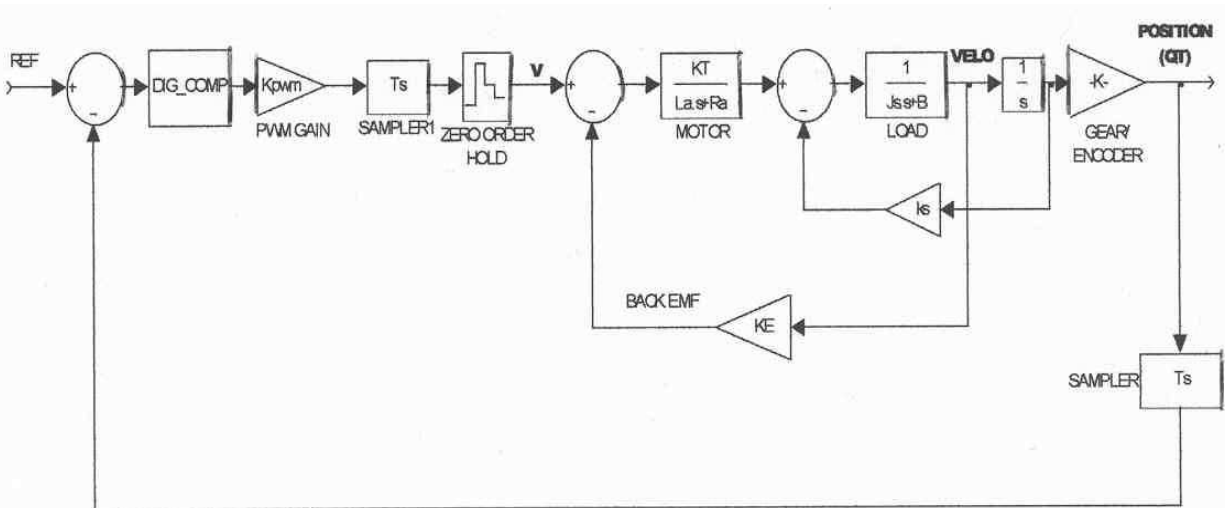 REF
+
-
DIG_COMP
Kpwm
PWM GAIN
Ts
SAMPLER1
ZERO ORDER
HOLD
V
+
-
KT
La s+Ra
MOTOR
+
-
1
Js s+B
LOAD
VELO
1
s
-K-
GEAR/
ENCODER
POSITION
(QT)
ks
BACK EMF
KE
SAMPLER
Ts